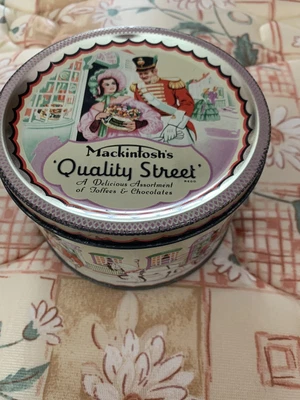 Mackintosh's
'Quality Street'
A Delicious Assortment
of Toffees & Chocolates